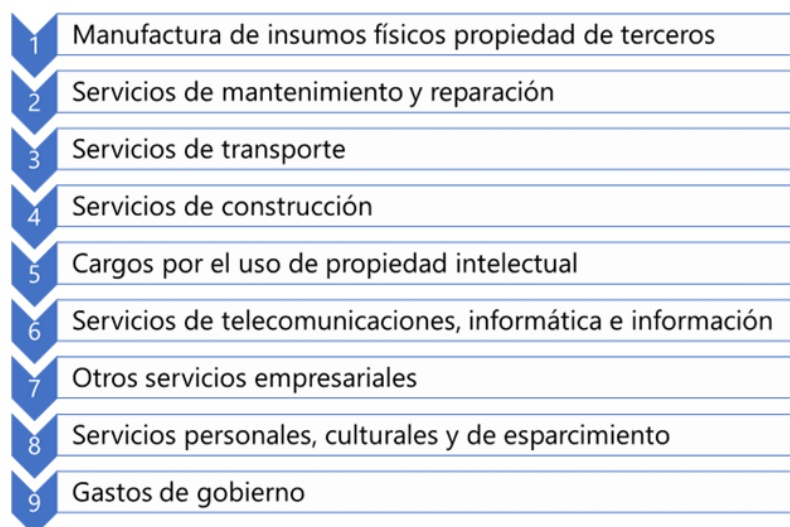 1 Manufactura de insumos físicos propiedad de terceros
2 Servicios de mantenimiento y reparación
3 Servicios de transporte
4 Servicios de construcción
5 Cargos por el uso de propiedad intelectual
6 Servicios de telecomunicaciones, informática e información
7 Otros servicios empresariales
8 Servicios personales, culturales y de esparcimiento
9 Gastos de gobierno